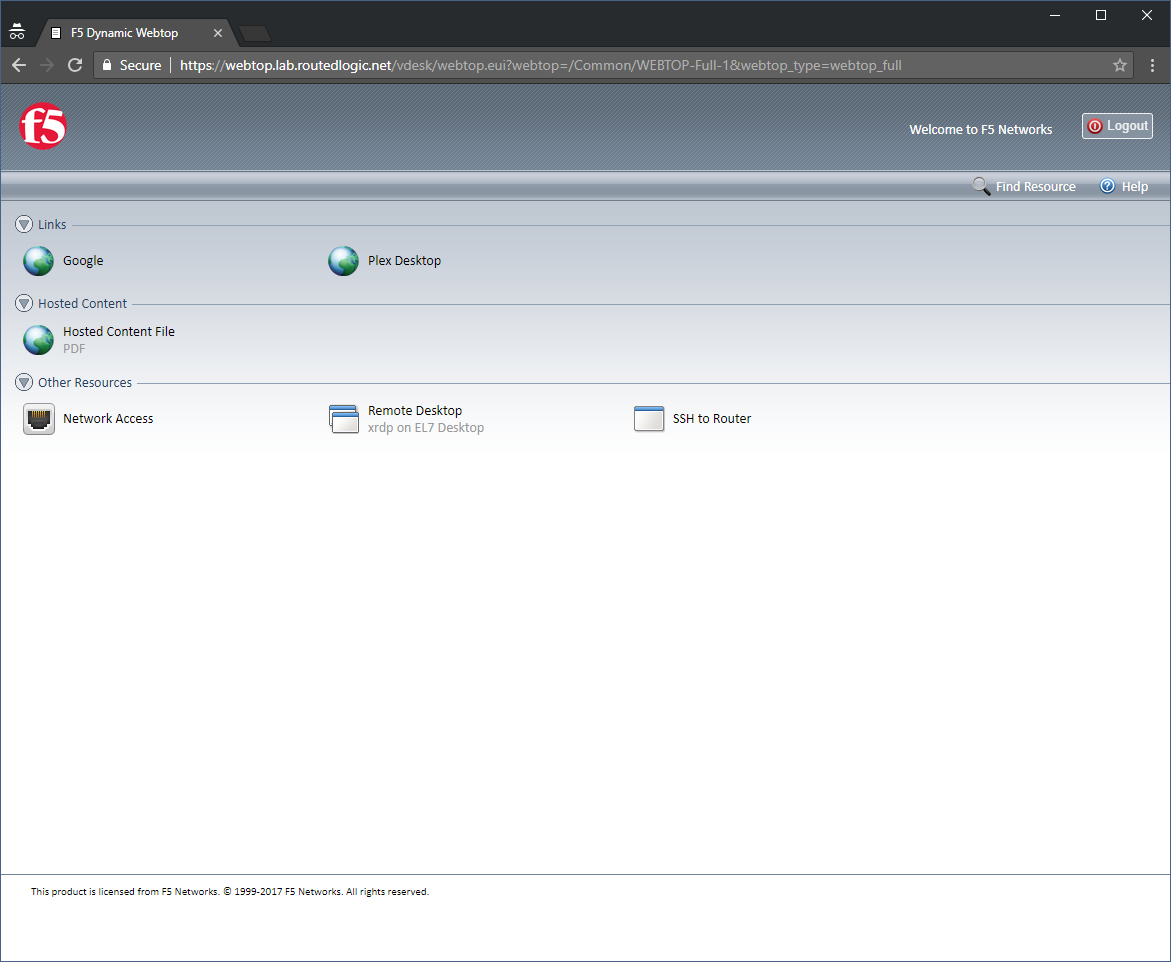 F5 Dynamic Webtop
Secure https://webtop.lab.routedlogic.net/vdesk/webtop.eui?webtop=/Common/WEBTOP-Full-1&webtop_type=webtop_full
f5
Welcome to F5 Networks
Logout
Find Resource
Help
Links
Google
Plex Desktop
Hosted Content
Hosted Content File
PDF
Other Resources
Network Access
Remote Desktop
xrdp on EL7 Desktop
SSH to Router
This product is licensed from F5 Networks. © 1999-2017 F5 Networks. All rights reserved.